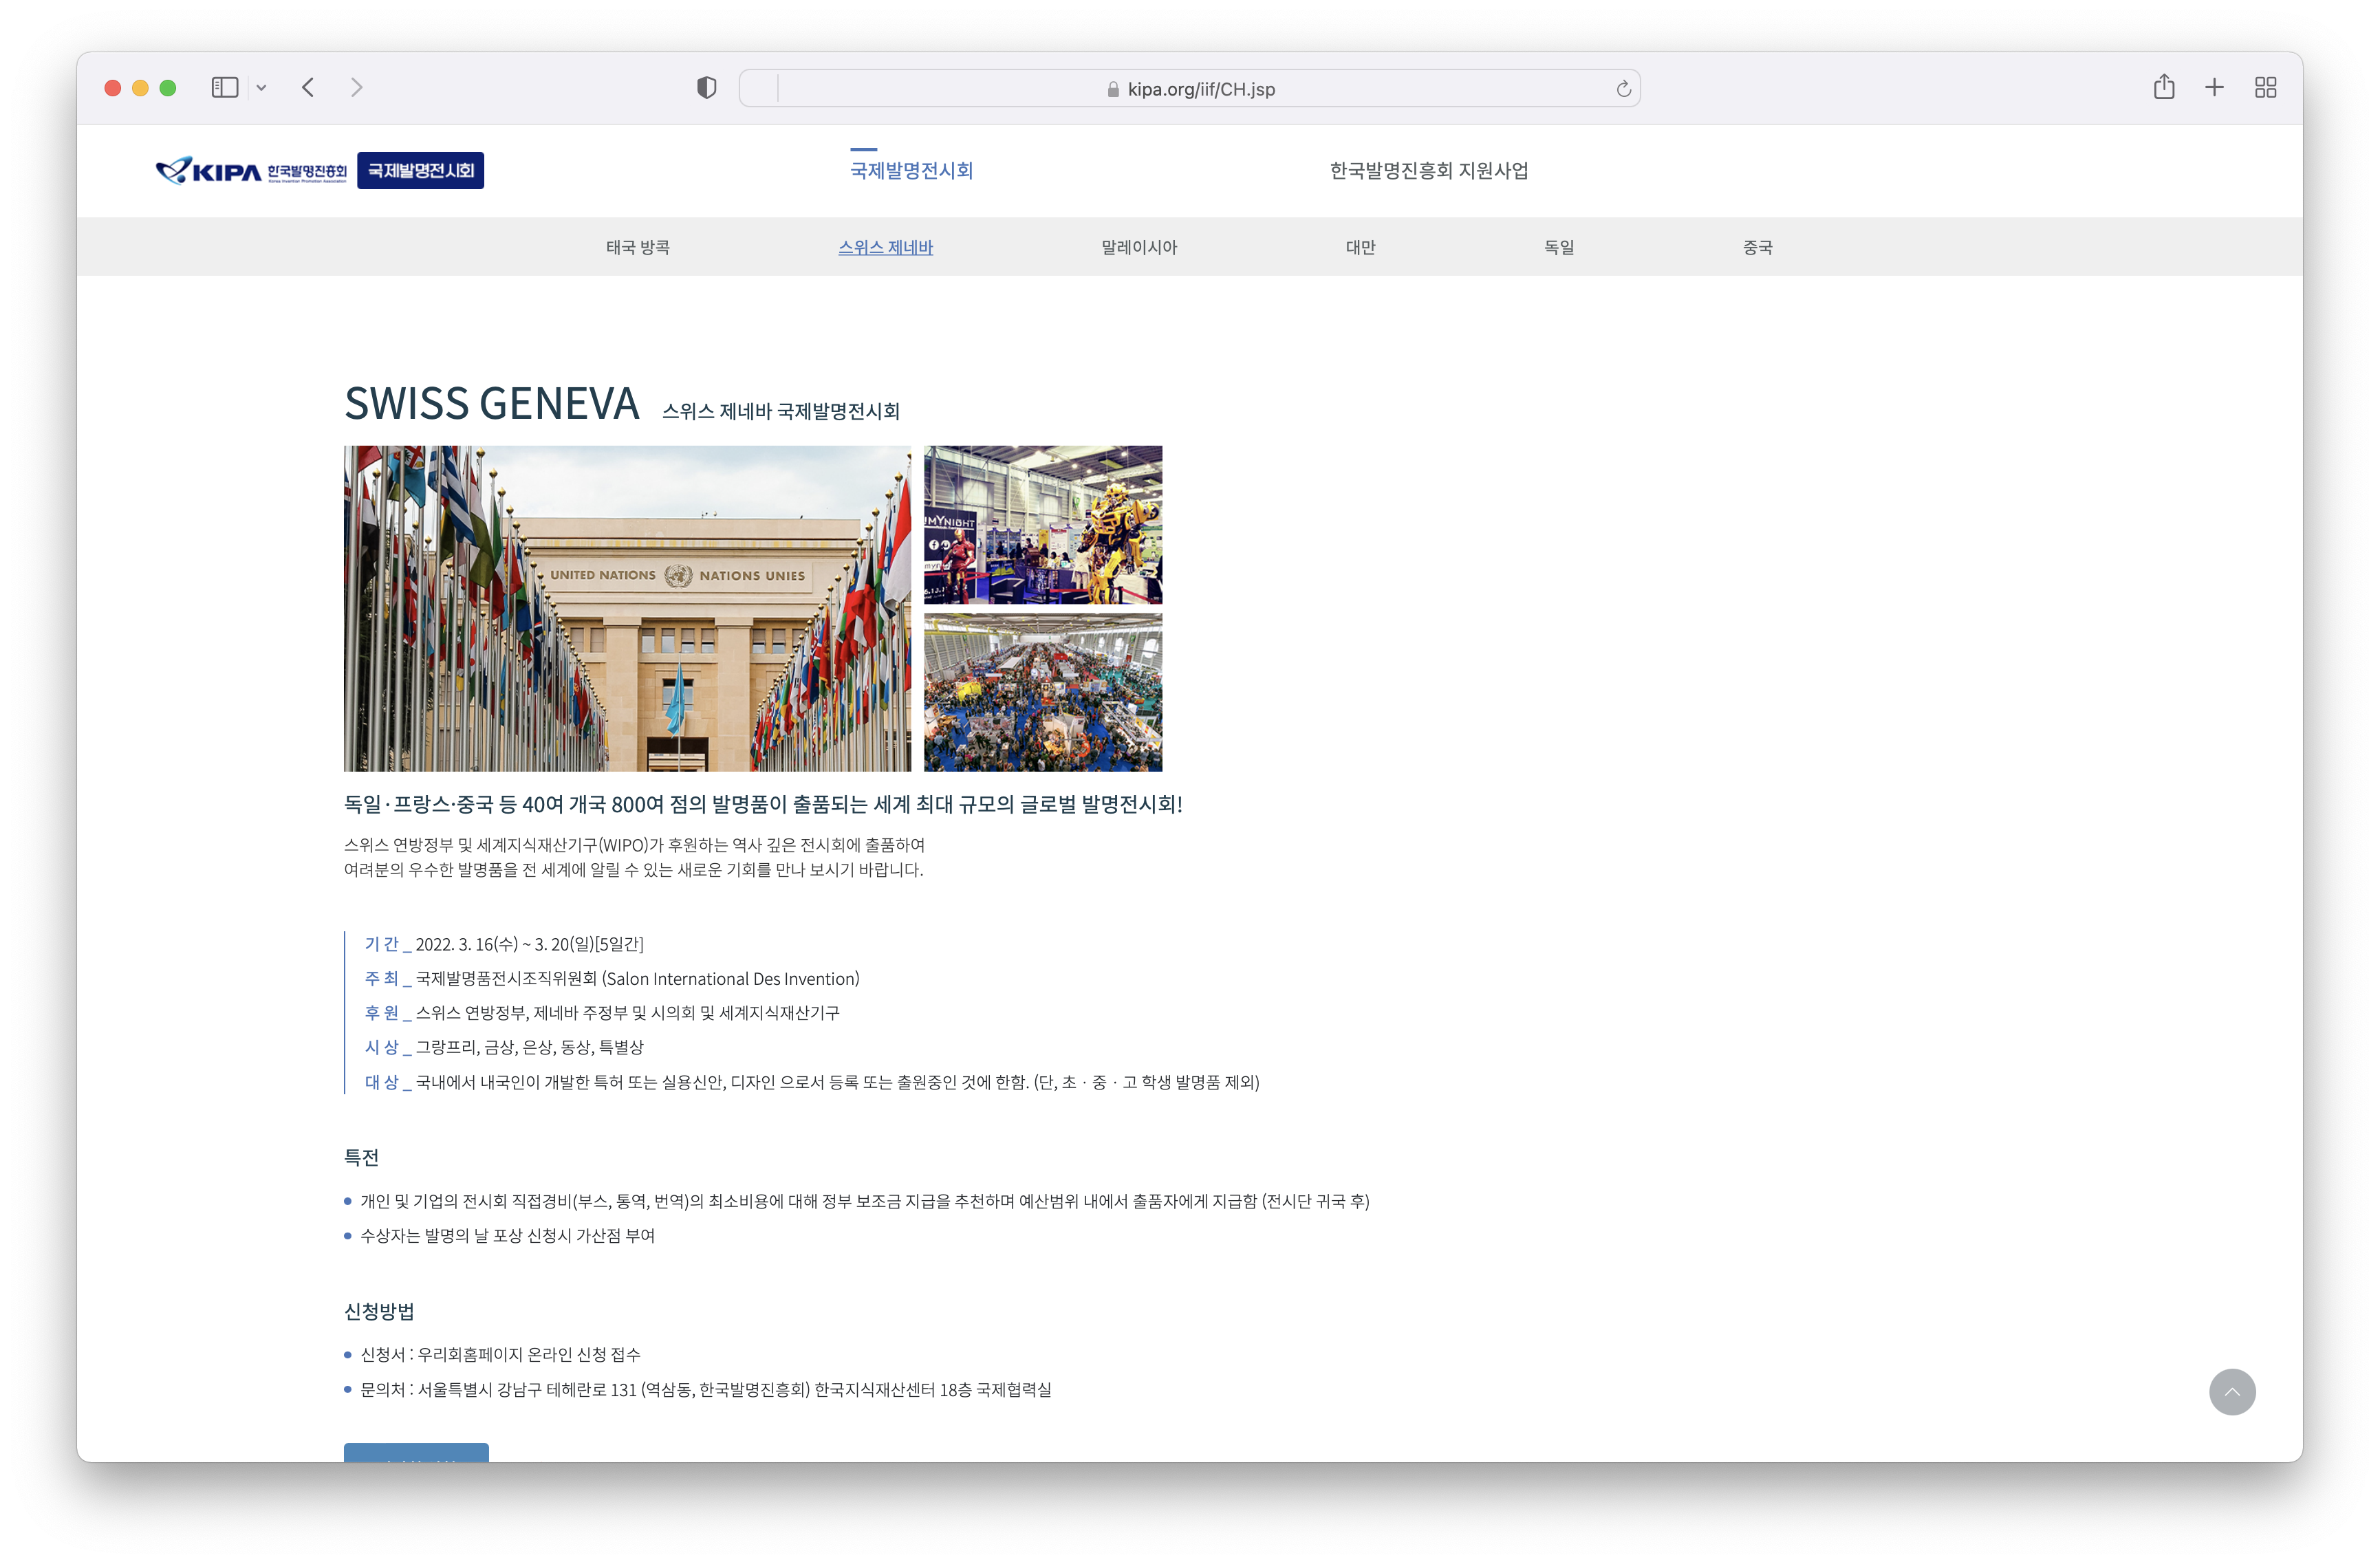 kipa.org/iif/CH.jsp
KIPA 한국발명진흥회 국제발명전시회
Korea Invention Promotion Association
국제발명전시회
한국발명진흥회 지원사업
태국 방콕
스위스 제네바
말레이시아
대만
독일
중국
SWISS GENEVA 스위스 제네바 국제발명전시회
UNITED NATIONS NATIONS UNIES
MYNIGHT
독일·프랑스·중국 등 40여 개국 800여 점의 발명품이 출품되는 세계 최대 규모의 글로벌 발명전시회!
스위스 연방정부 및 세계지식재산기구(WIPO)가 후원하는 역사 깊은 전시회에 출품하여
여려분의 우수한 발명품을 전 세계에 알릴 수 있는 새로운 기회를 만나 보시기 바랍니다.
기 간 _ 2022. 3. 16(수) ~ 3. 20(일)[5일간]
주 최 _ 국제발명품전시조직위원회 (Salon International Des Invention)
후 원 _ 스위스 연방정부, 제네바 주정부 및 시의회 및 세계지식재산기구
시 상 _ 그랑프리, 금상, 은상, 동상, 특별상
대 상 _ 국내에서 내국인이 개발한 특허 또는 실용신안, 디자인 으로서 등록 또는 출원중인 것에 한함. (단, 초 · 중 · 고 학생 발명품 제외)
특전
개인 및 기업의 전시회 직접경비(부스, 통역, 번역)의 최소비용에 대해 정부 보조금 지급을 추천하며 예산범위 내에서 출품자에게 지급함 (전시단 귀국 후)
수상자는 발명의 날 포상 신청시 가산점 부여
신청방법
신청서 : 우리회홈페이지 온라인 신청 접수
문의처 : 서울특별시 강남구 테헤란로 131 (역삼동, 한국발명진흥회) 한국지식재산센터 18층 국제협력실